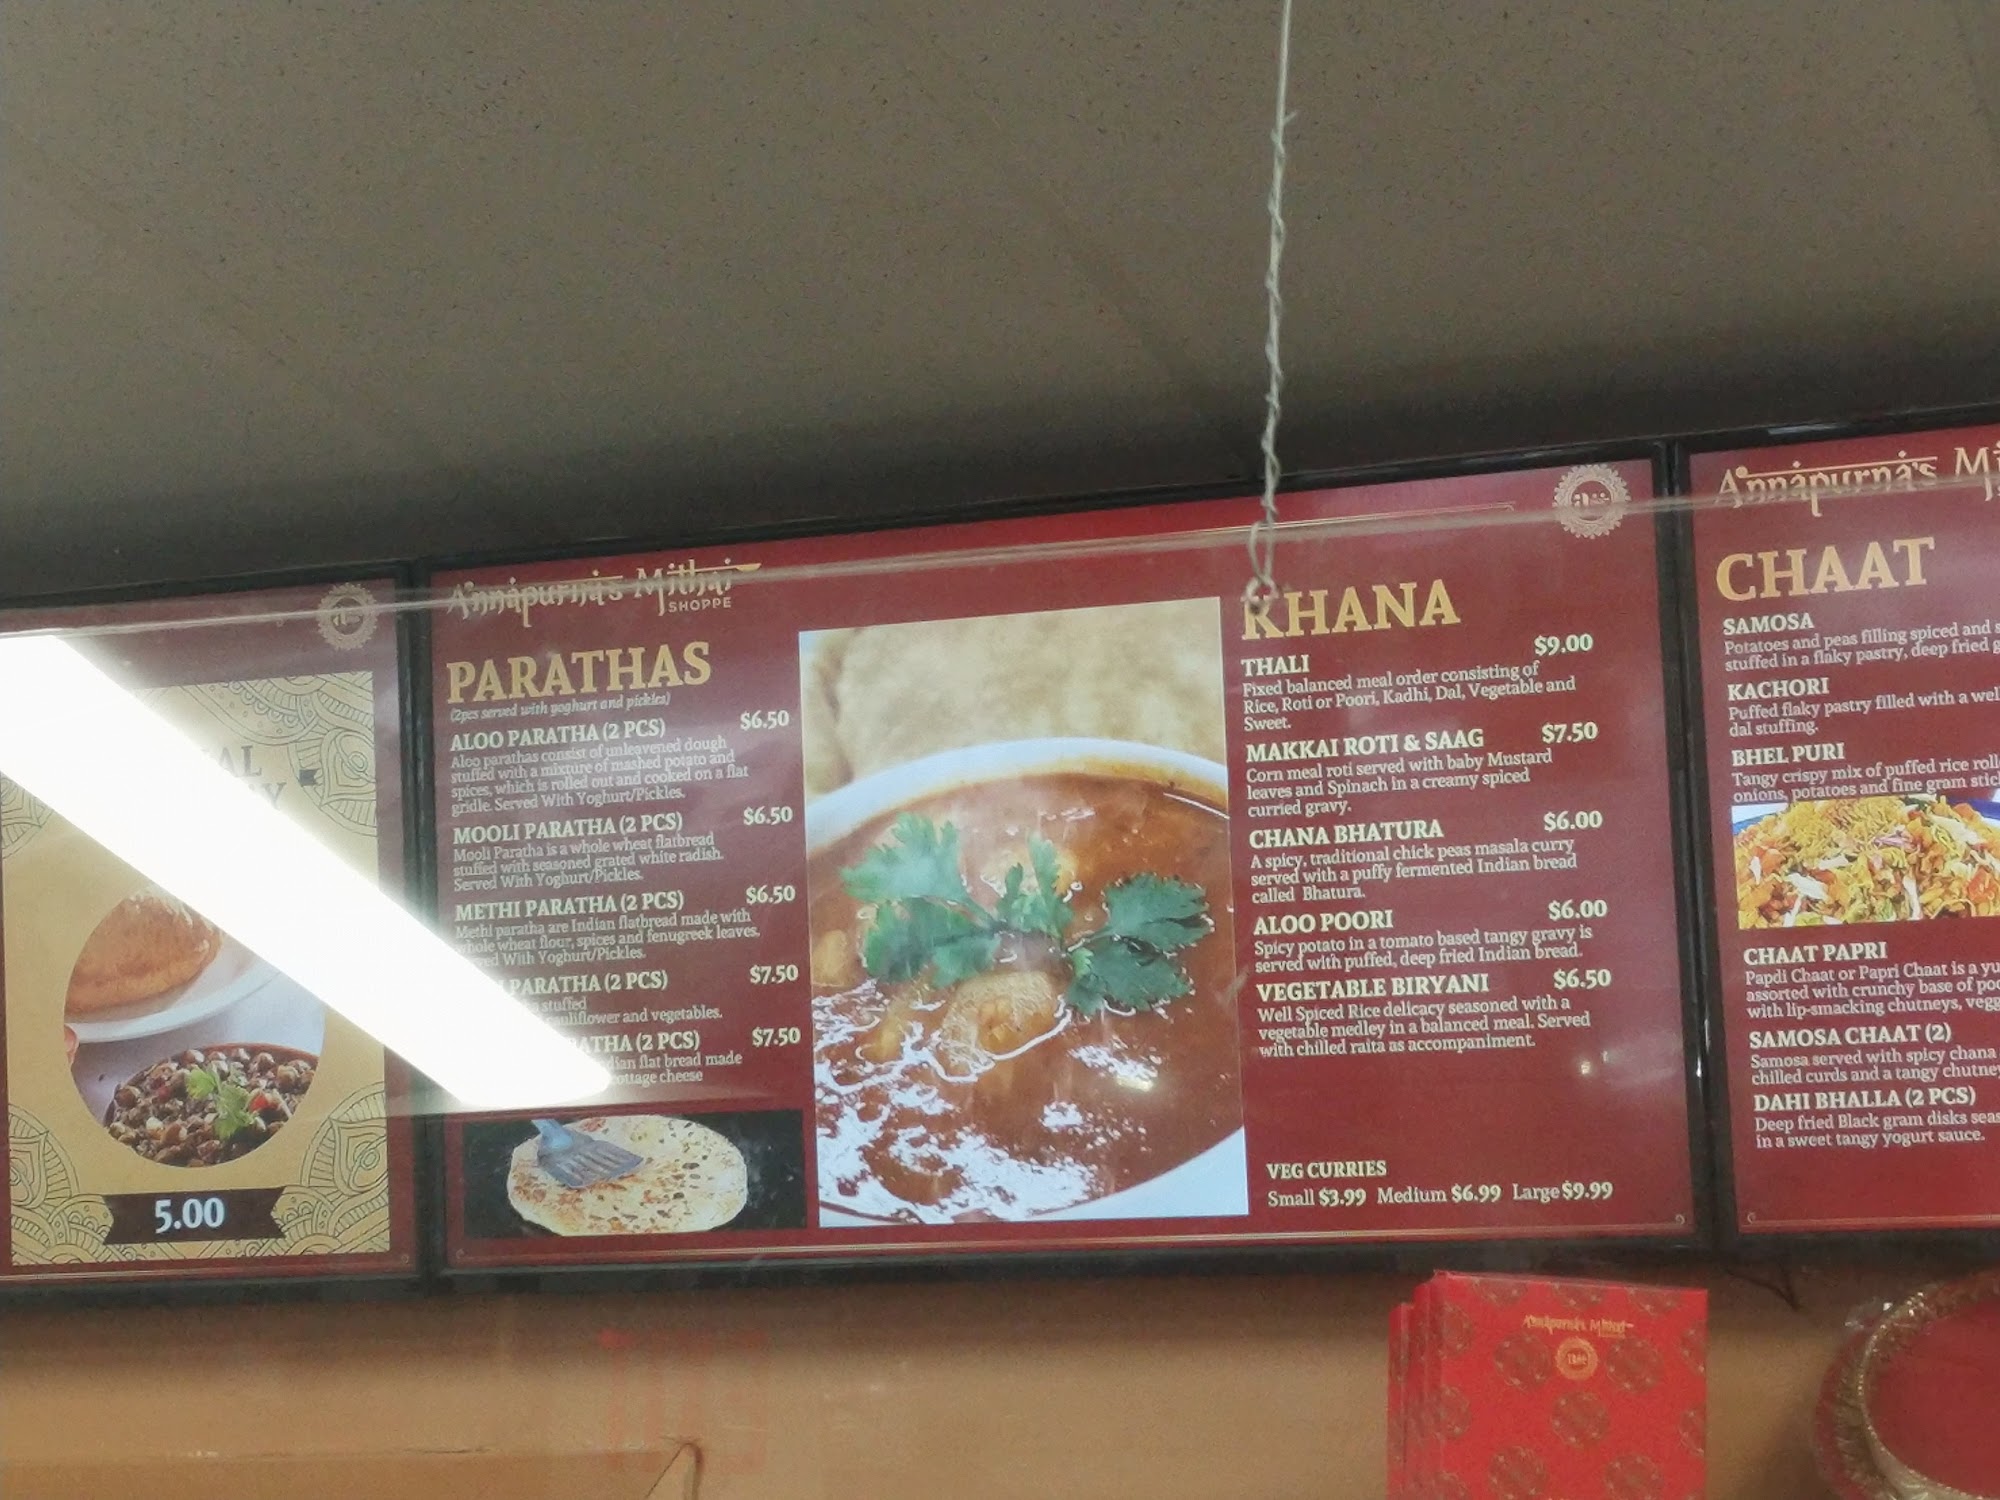 5.00
Annapurna's Mithai
SHOPPE
PARATHAS
(2pcs served with yoghurt and pickles)
ALOO PARATHA (2 PCS) $6.50
Aloo parathas consist of unleavened dough
stuffed with a mixture of mashed potato and
spices, which is rolled out and cooked on a flat
gridle. Served With Yoghurt/Pickles.
MOOLI PARATHA (2 PCS) $6.50
Mooli Paratha is a whole wheat flatbread
stuffed with seasoned grated white radish.
Served With Yoghurt/Pickles.
METHI PARATHA (2 PCS) $6.50
Methi paratha are Indian flatbread made with
whole wheat flour, spices and fenugreek leaves.
With Yoghurt/Pickles.
PARATHA (2 PCS) $7.50
stuffed
cauliflower and vegetables.
(2 PCS) $7.50
flat bread made
cottage cheese
KHANA
THALI $9.00
Fixed balanced meal order consisting of
Rice, Roti or Poori, Kadhi, Dal, Vegetable and
Sweet.
MAKKAI ROTI & SAAG $7.50
Corn meal roti served with baby Mustard
leaves and Spinach in a creamy spiced
curried gravy.
CHANA BHATURA $6.00
A spicy, traditional chick peas masala curry
served with a puffy fermented Indian bread
called Bhatura.
ALOO POORI $6.00
Spicy potato in a tomato based tangy gravy is
served with puffed, deep fried Indian bread.
VEGETABLE BIRYANI $6.50
Well Spiced Rice delicacy seasoned with a
vegetable medley in a balanced meal. Served
with chilled raita as accompaniment.
VEG CURRIES
Small $3.99 Medium $6.99 Large $9.99
Annapurna's
CHAAT
SAMOSA
Potatoes and peas filling spiced and
stuffed in a flaky pastry, deep fried
KACHORI
Puffed flaky pastry filled with a
dal stuffing.
BHEL PURI
Tangy crispy mix of puffed rice
onions, potatoes and fine gram
CHAAT PAPRI
Papdi Chaat or Papri Chaat is a
assorted with crunchy base of
with lip-smacking chutneys,
SAMOSA CHAAT (2)
Samosa served with spicy chana
chilled curds and a tangy
DAHI BHALLA (2 PCS)
Deep fried Black gram disks
in a sweet tangy yogurt sauce.
Annapurna's Mithai